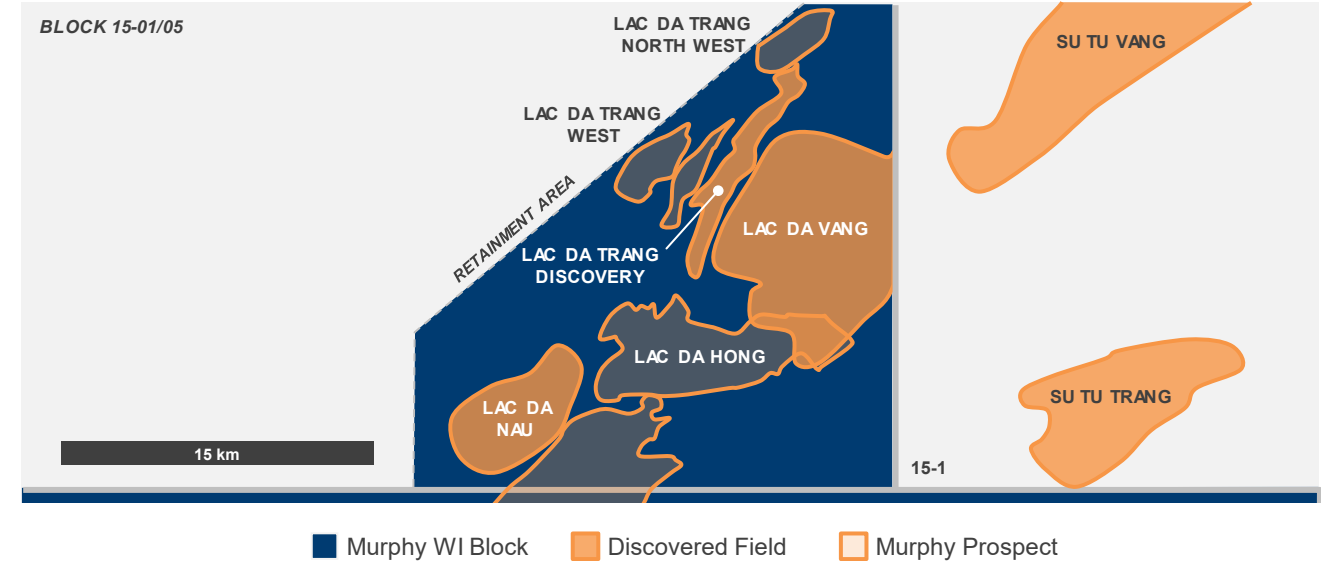 BLOCK 15-01/05
LAC DA TRANG
NORTH WEST
SU TU VANG
LAC DA TRANG
WEST
RETAINMENT AREA
LAC DA VANG
LAC DA TRANG
DISCOVERY
LAC DA HONG
LAC DA
NAU
SU TU TRANG
15 km
15-1
Murphy WI Block
Discovered Field
Murphy Prospect